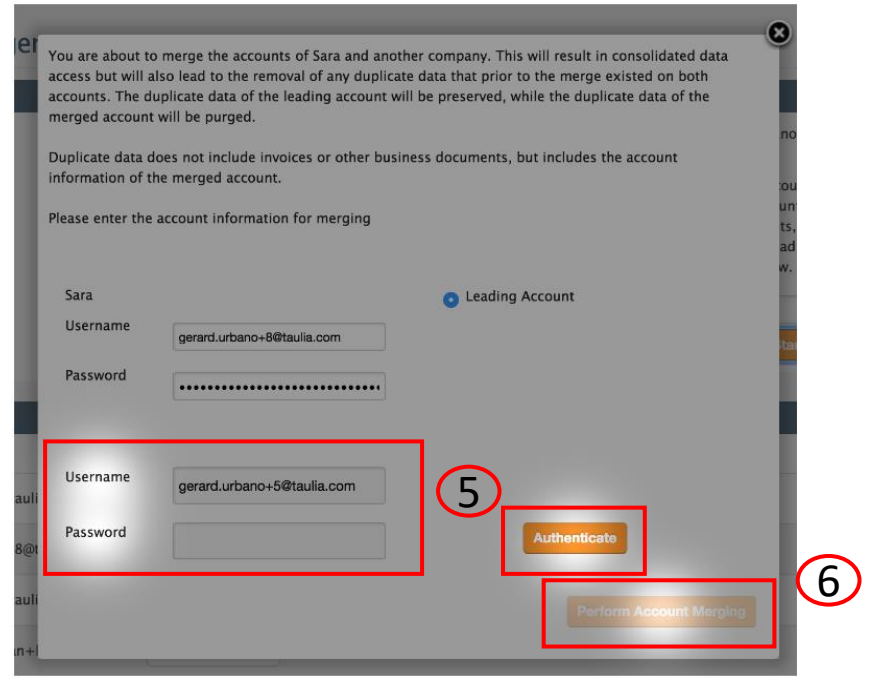 You are about to merge the accounts of Sara and another company. This will result in consolidated data
access but will also lead to the removal of any duplicate data that prior to the merge existed on both
accounts. The duplicate data of the leading account will be preserved, while the duplicate data of the
merged account will be purged.
Duplicate data does not include invoices or other business documents, but includes the account
information of the merged account.
Please enter the account information for merging
Sara
Leading Account
Username
gerard.urbano+8@taulia.com
Password
Username
gerard.urbano+5@taulia.com
5
Password
Authenticate
6
Perform Account Merging